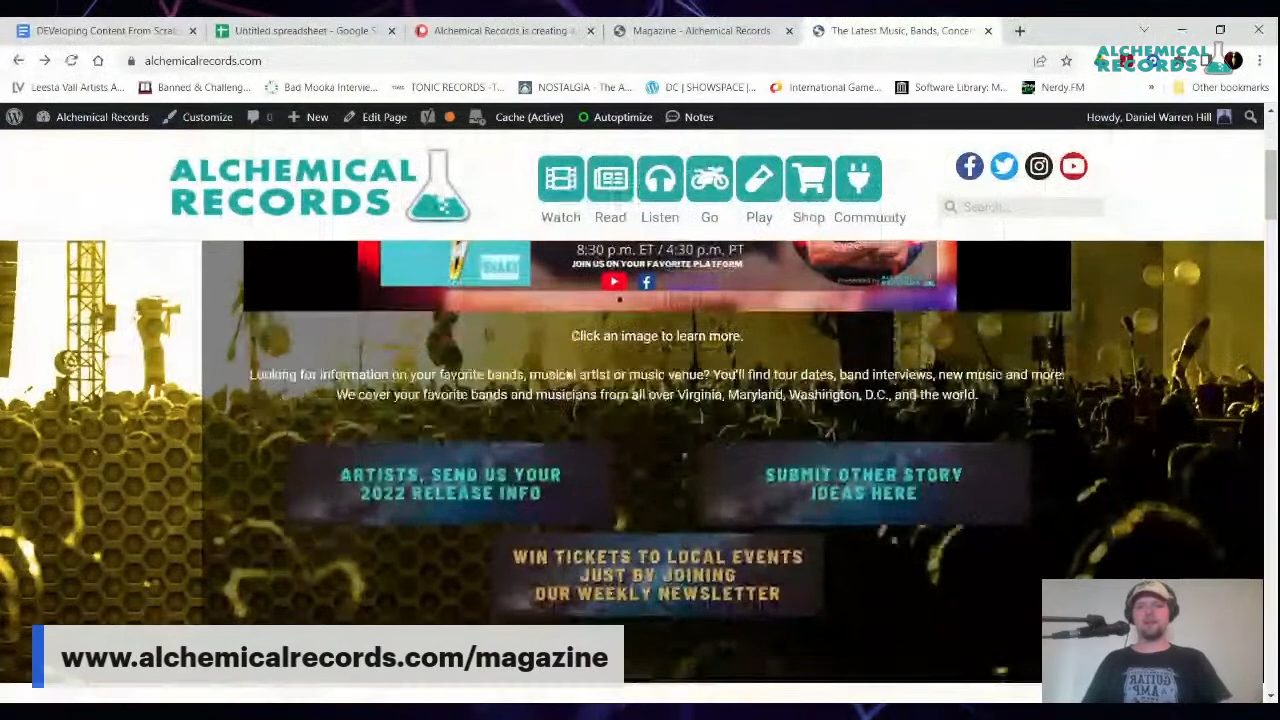 DEVeloping Content From Scra
Untitled spreadsheet - Google S
Alchemical Records is creating
Magazine - Alchemical Records
The Latest Music, Bands, Concer
alchemicalrecords.com
ALCHEMICAL
RECORDS
Leesta Vall Artists A...
Banned & Challeng...
Bad Mood Intervie...
TONIC RECORDS - T...
NOSTALGIA - The A...
DC | SHOWSPACE |...
International Game...
Software Library: M...
Nerdy.FM
Other bookmarks
Alchemical Records
Customize
0
New
Edit Page
Cache (Active)
Autoptimize
Notes
Howdy, Daniel Warren Hill
ALCHEMICAL
RECORDS
Watch
Read
Listen
Go
Play
Shop
Community
Search...
8:30 p.m. ET / 4:30 p.m. PT
JOIN US ON YOUR FAVORITE PLATFORM
Click an image to learn more.
Looking for information on your favorite bands, musical artist or music venue? You'll find tour dates, band interviews, new music and more.
We cover your favorite bands and musicians from all over Virginia, Maryland, Washington, D.C., and the world.
ARTISTS, SEND US YOUR
2022 RELEASE INFO
SUBMIT OTHER STORY
IDEAS HERE
WIN TICKETS TO LOCAL EVENTS
JUST BY JOINING
OUR WEEKLY NEWSLETTER
www.alchemicalrecords.com/magazine
GUITAR
AMP